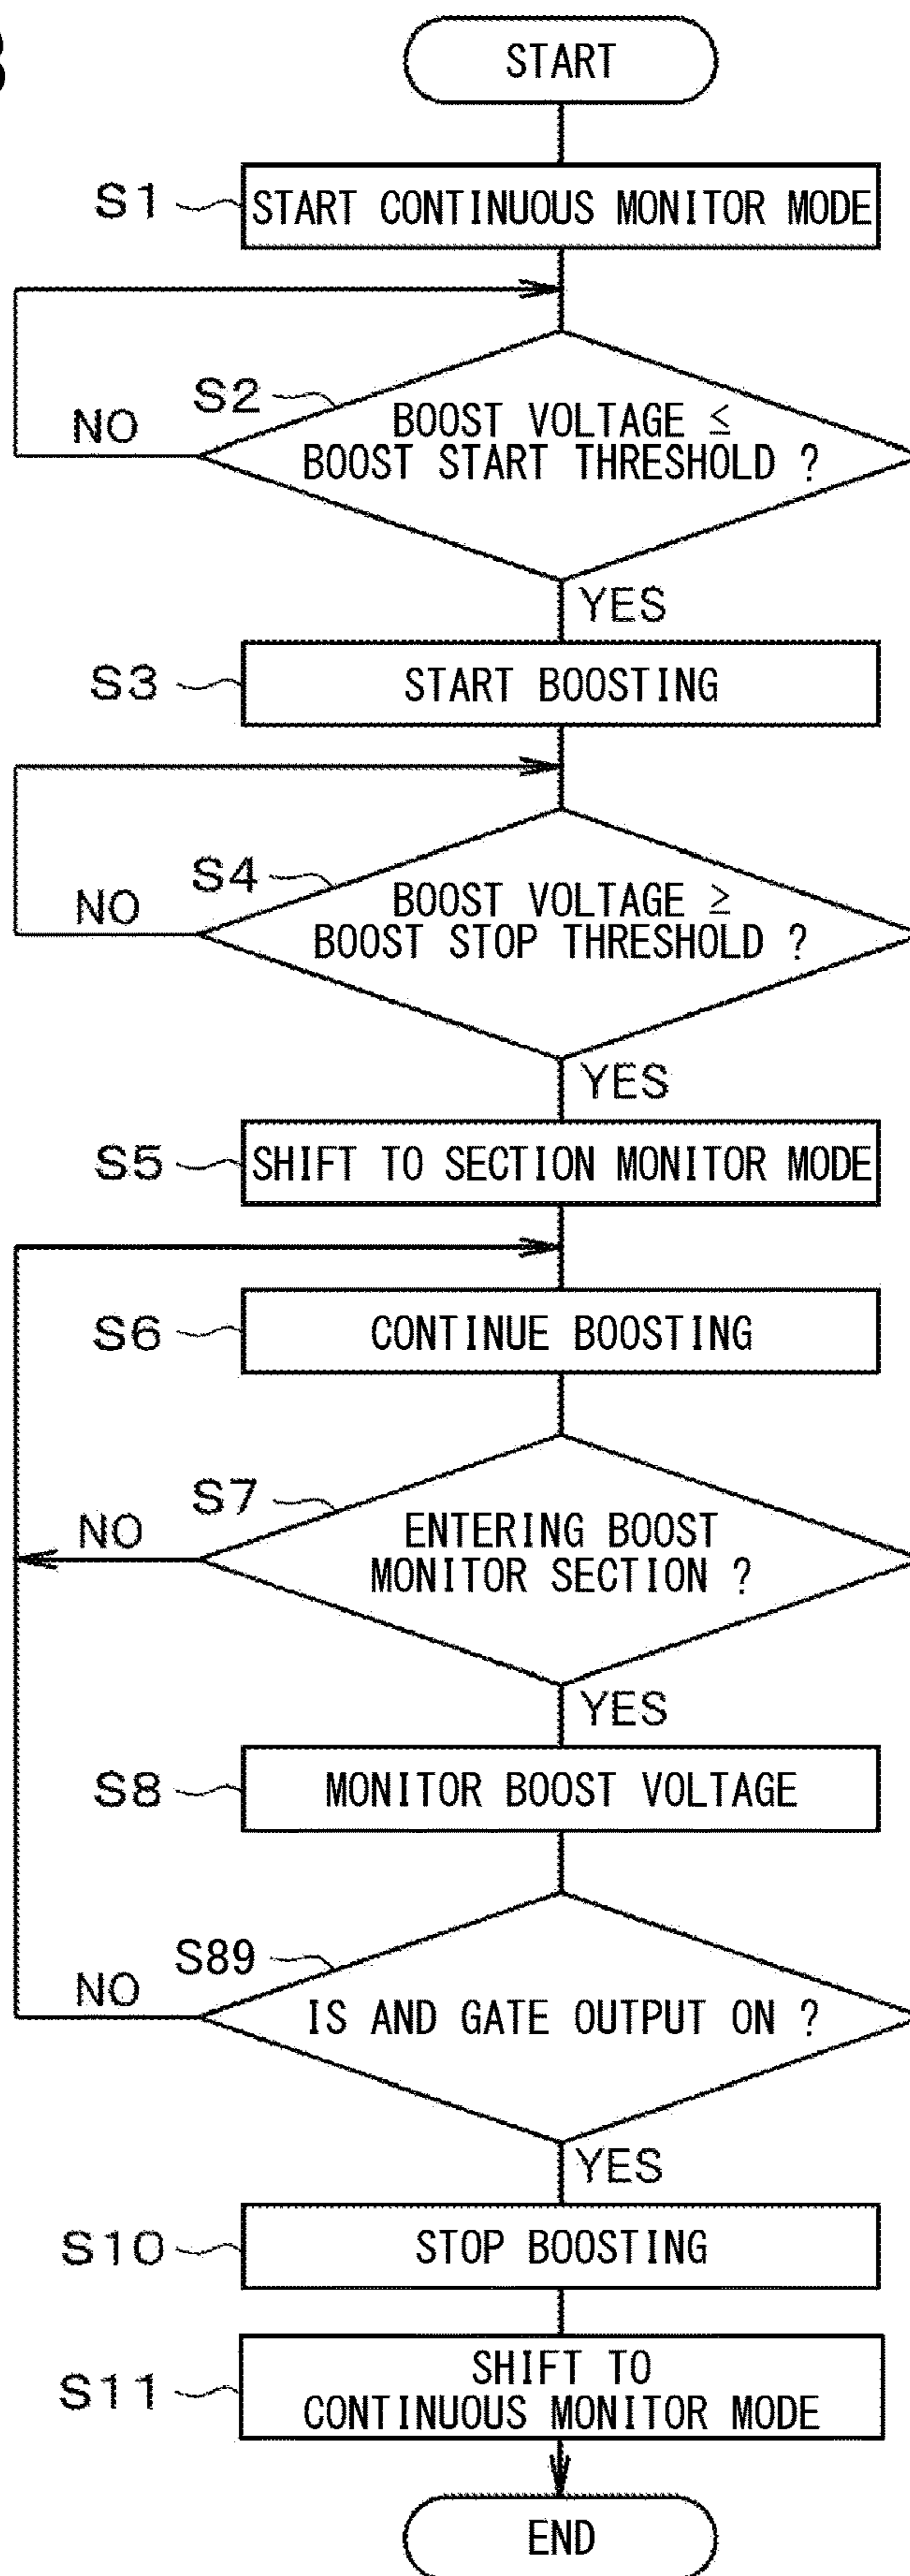 START
S1
START CONTINUOUS MONITOR MODE
S2
NO
BOOST VOLTAGE ≤
BOOST START THRESHOLD ?
YES
S3
START BOOSTING
S4
NO
BOOST VOLTAGE ≥
BOOST STOP THRESHOLD ?
YES
S5
SHIFT TO SECTION MONITOR MODE
S6
CONTINUE BOOSTING
S7
NO
ENTERING BOOST
MONITOR SECTION ?
YES
S8
MONITOR BOOST VOLTAGE
S89
NO
IS AND GATE OUTPUT ON ?
YES
S10
STOP BOOSTING
S11
SHIFT TO
CONTINUOUS MONITOR MODE
END